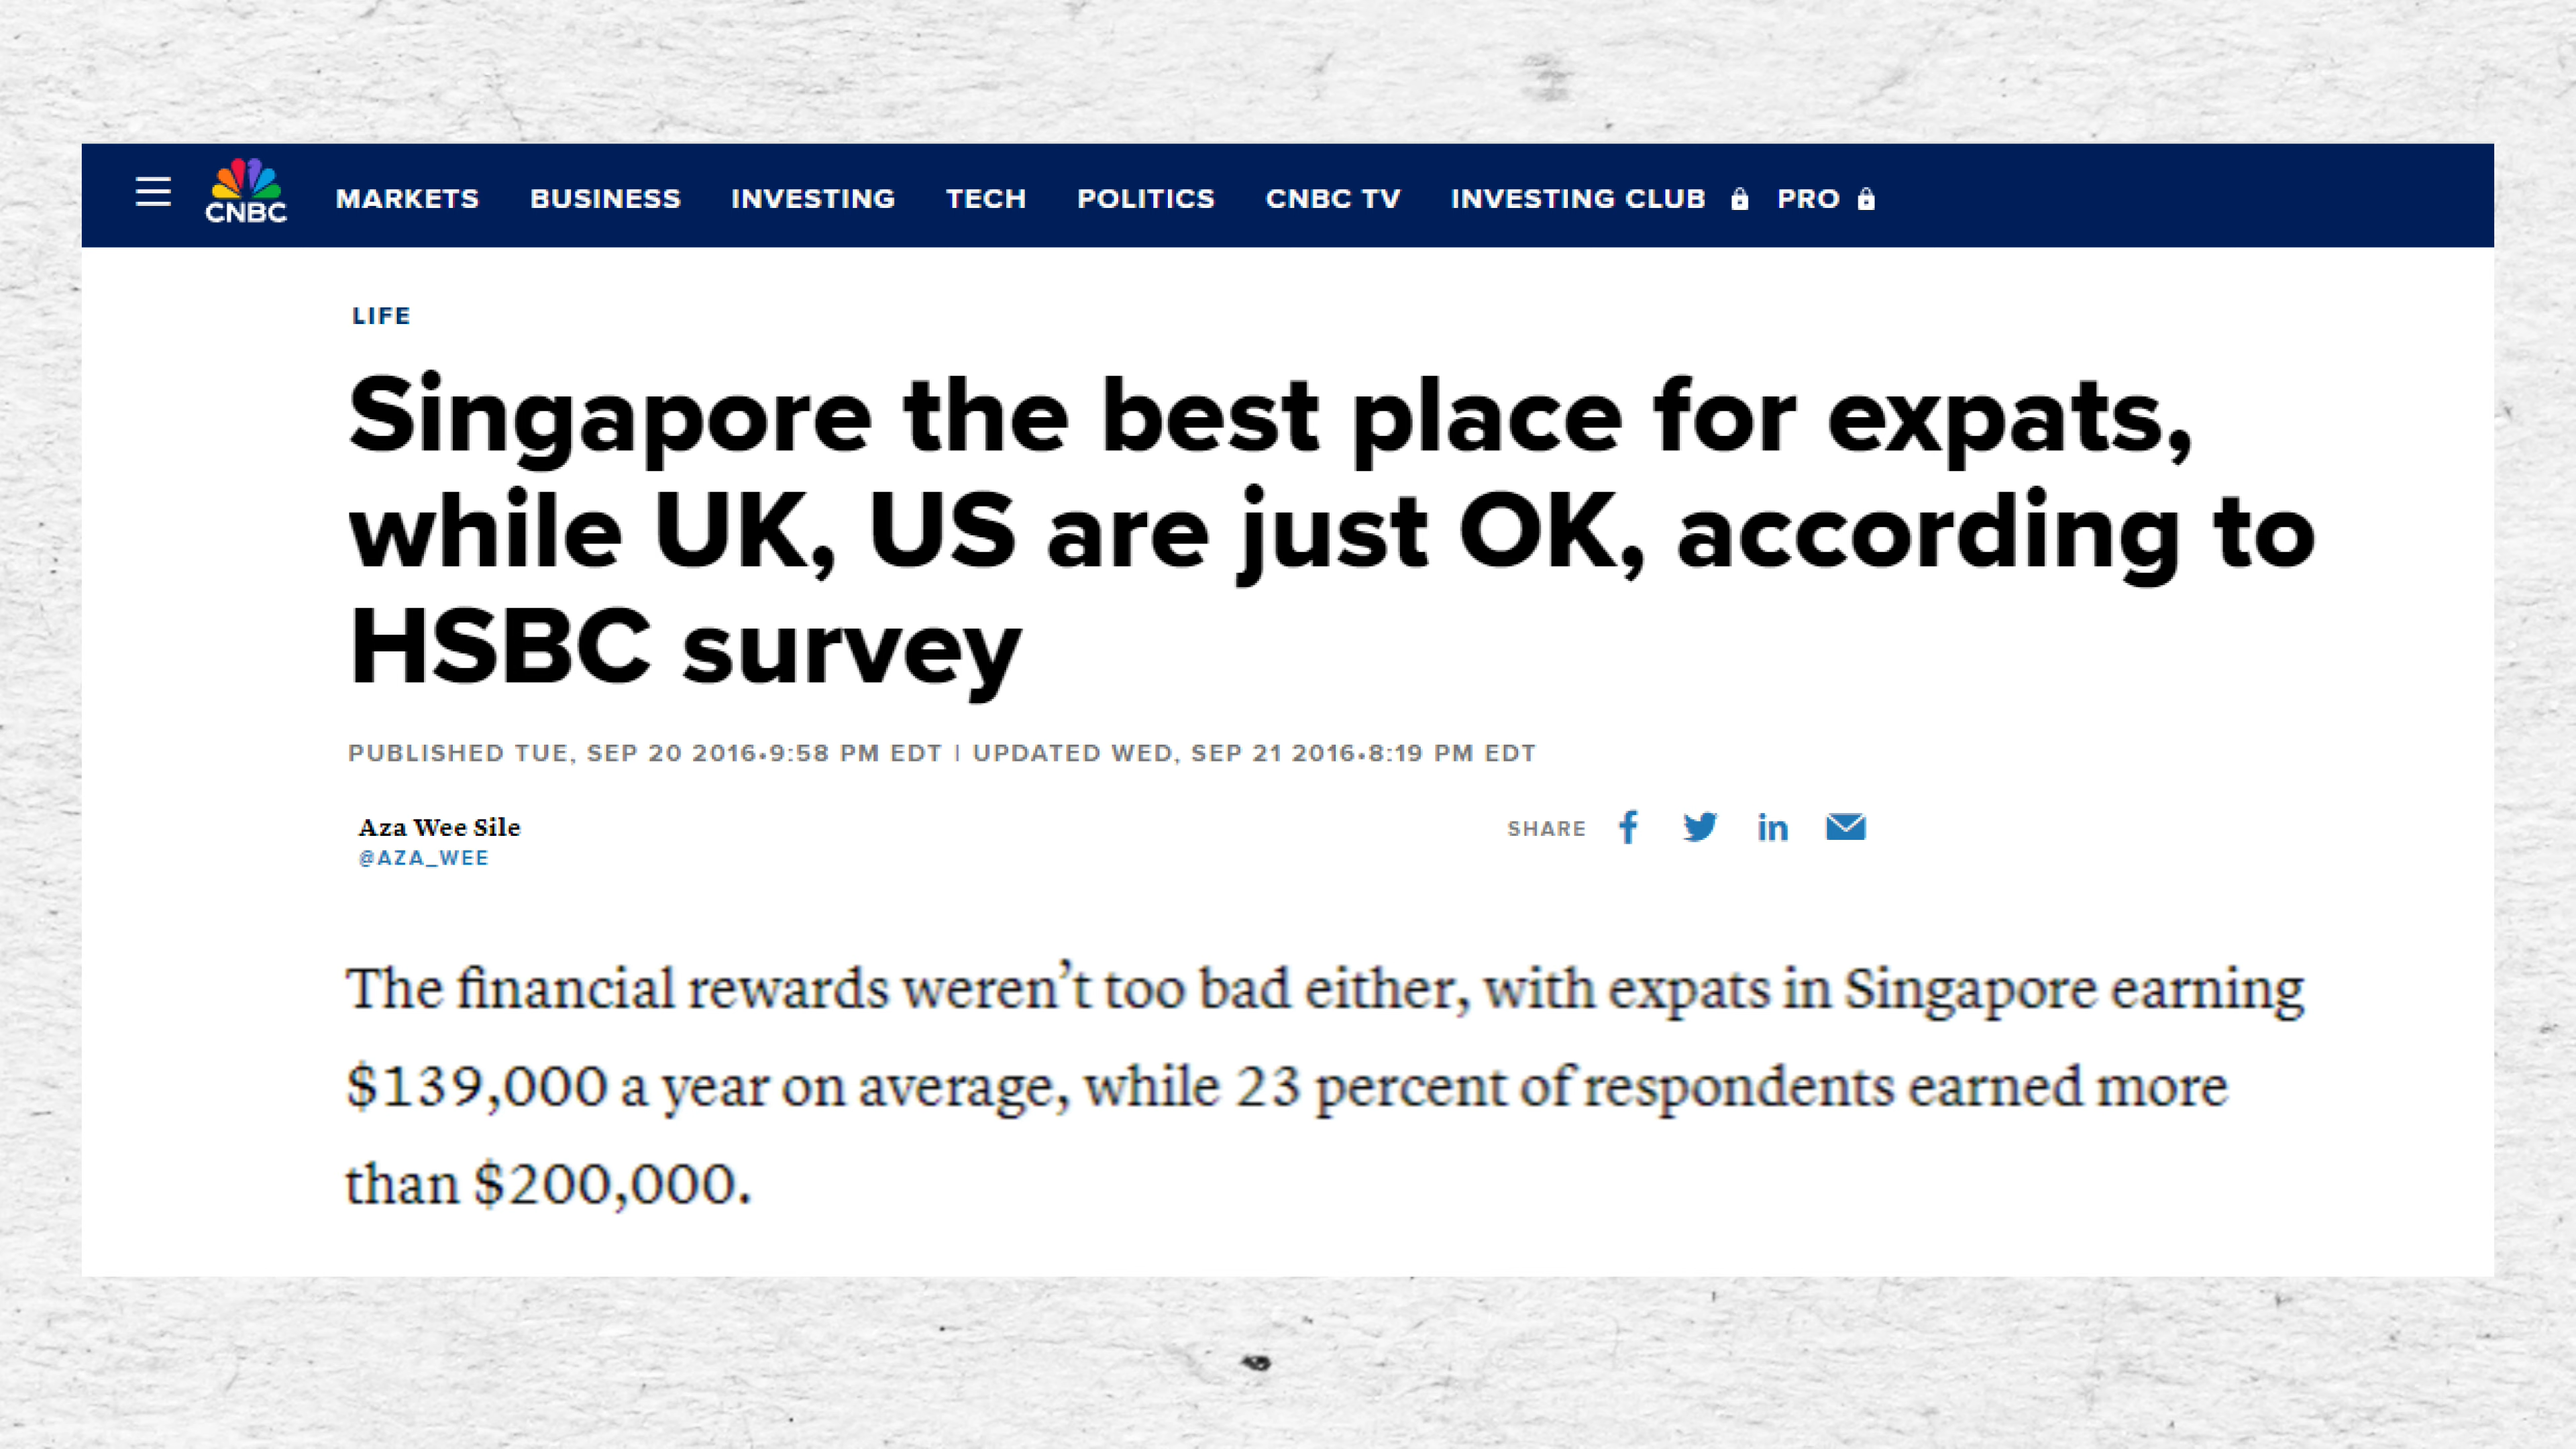 CNBC
MARKETS BUSINESS INVESTING TECH POLITICS CNBC TV INVESTING CLUB PRO
LIFE
Singapore the best place for expats,
while UK, US are just OK, according to
HSBC survey
PUBLISHED TUE, SEP 20 2016•9:58 PM EDT | UPDATED WED, SEP 21 2016•8:19 PM EDT
Aza Wee Sile
@AZA_WEE
SHARE
The financial rewards weren’t too bad either, with expats in Singapore earning
$139,000 a year on average, while 23 percent of respondents earned more
than $200,000.